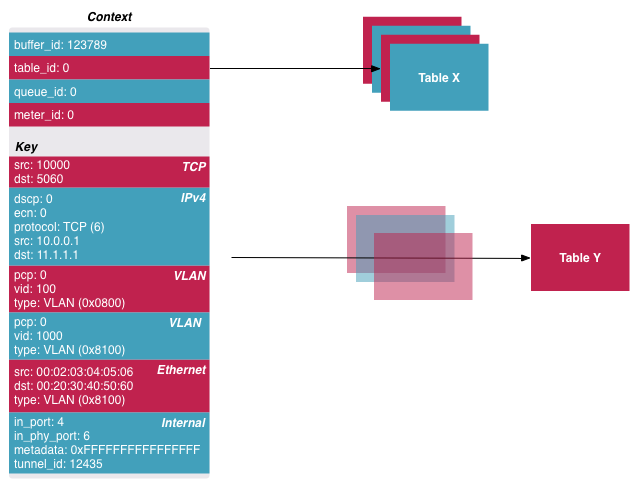 Context
buffer_id: 123789
table_id: 0
queue_id: 0
meter_id: 0
Key
src: 10000
TCP
dst: 5060
IPv4
dscp: 0
ecn: 0
protocol: TCP (6)
src: 10.0.0.1
dst: 11.1.1.1
pcp: 0
VLAN
vid: 100
type: VLAN (0x0800)
pcp: 0
VLAN
vid: 1000
type: VLAN (0x8100)
Ethernet
src: 00:02:03:04:05:06
dst: 00:20:30:40:50:60
type: VLAN (0x8100)
in_port: 4
Internal
in_phy_port: 6
metadata: 0xFFFFFFFFFFFFFFFF
tunnel_id: 12435
Table X
Table Y